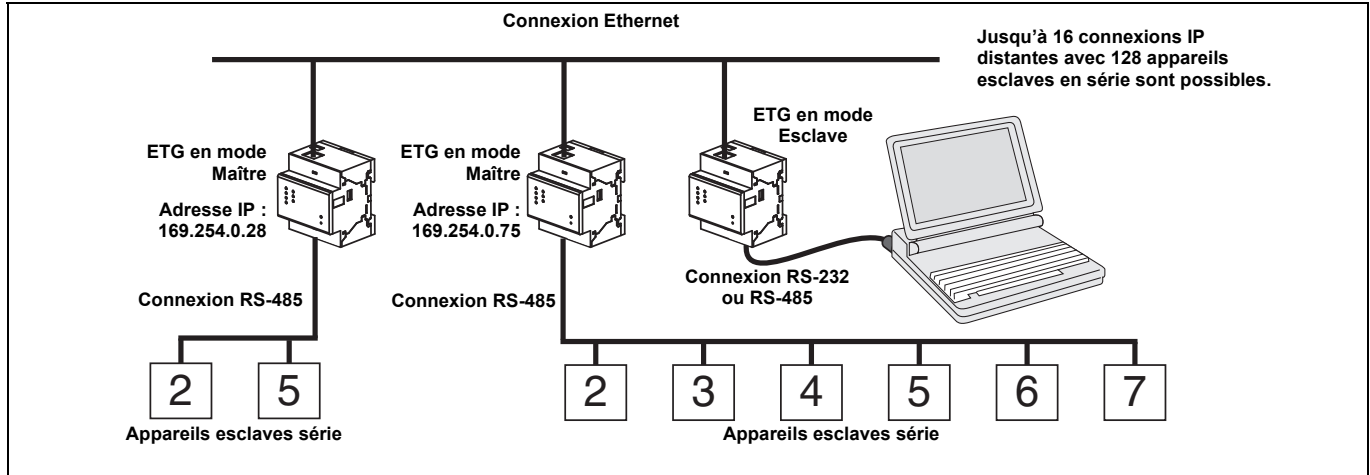 Connexion Ethernet
Jusqu’à 16 connexions IP
distantes avec 128 appareils
esclaves en série sont possibles.
ETG en mode
Maître
Adresse IP :
169.254.0.28
ETG en mode
Maître
Adresse IP :
169.254.0.75
ETG en mode
Esclave
Connexion RS-485
Connexion RS-485
Connexion RS-232
ou RS-485
2
5
2
3
4
5
6
7
Appareils esclaves série
Appareils esclaves série